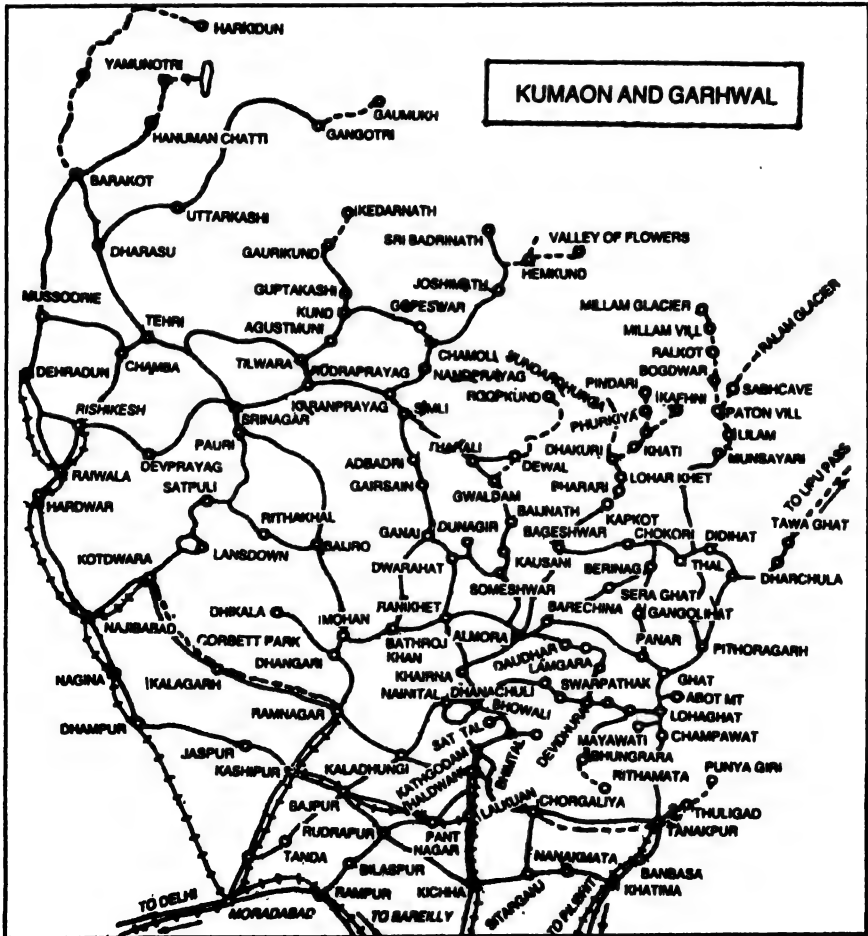 HARKIDUN
YAMUNOTRI
KUMAON AND GARHWAL
GAUMUKH
HANUMAN CHATTI
GANGOTRI
BARAKOT
UTTARKASHI
IKEDARNATH
SRI BADRINATH
VALLEY OF FLOWERS
DHARASU
GAURIKUND
HEMKUND
GUPTAKASHI
JOSHIMATH
MUSSOORIE
KUND
GOPESWAR
MILLAM GLACIER
RALAM GLACIER
TEHRI
AGUSTMUNI
MILLAM VILL
CHAMBA
TILWARA
CHAMOLI
SUNDARDHUNGA
RALKOT
DEHRADUN
RUDRAPRAYAG
NANDPRAYAG
PINDARI
BOGDWAR
ROOPKUND
IKAFHNI
SABHCAVE
RISHIKESH
SRINAGAR
KARANPRAYAG
SIMLI
PHURKIYA
PATON VILL
PAURI
THARALI
DHAKURI
KHATI
LILAM
DEVPRAYAG
ADBADRI
DEWAL
MUNSAYARI
RAIWALA
SATPULI
GAIRSAIN
GWALDAM
BHARARI
LOHAR KHET
TO LIPU PASS
HARDWAR
RITHAKHAL
BAIJNATH
KAPKOT
TAWA GHAT
KOTDWARA
GANAI
DUNAGIR
BAGESHWAR
CHOKORI
DIDIHAT
LANSDOWN
BAIJRO
DWARAHAT
KAUSANI
BERINAG
THAL
DHARCHULA
SOMESHWAR
SERA GHAT
DHIKALA
IMOHAN
RANIKHET
BARECHINA
GANGOLIHAT
NAJIBABAD
CORBETT PARK
ALMORA
PANAR
BATHROJ
KHAN
DAUDHAR
PITHORAGARH
DHANGARI
LAMGARA
NAGINA
IKALAGARH
KHAIRNA
GHAT
NAINITAL
DHANACHULI
SWARPATHAK
ABOT MT
RAMNAGAR
BHOWALI
DEVIDHURA
LOHAGHAT
DHAMPUR
SAT TAL
MAYAWATI
CHAMPAWAT
JASPUR
BHIMTAL
BHUNGRARA
KASHIPUR
KALADHUNGI
KATHGODAM
HALDWANI
RITHAMATA
PUNYA GIRI
BAJPUR
LALKUAN
CHORGALIYA
THULIGAD
RUDRAPUR
PANT
NAGAR
TANAKPUR
TANDA
BILASPUR
NANAKMATA
BANBASA
TO DELHI
RAMPUR
KICHHA
SITARGANJ
KHATIMA
MORADABAD
TO BAREILLY
TO PILIBHIT